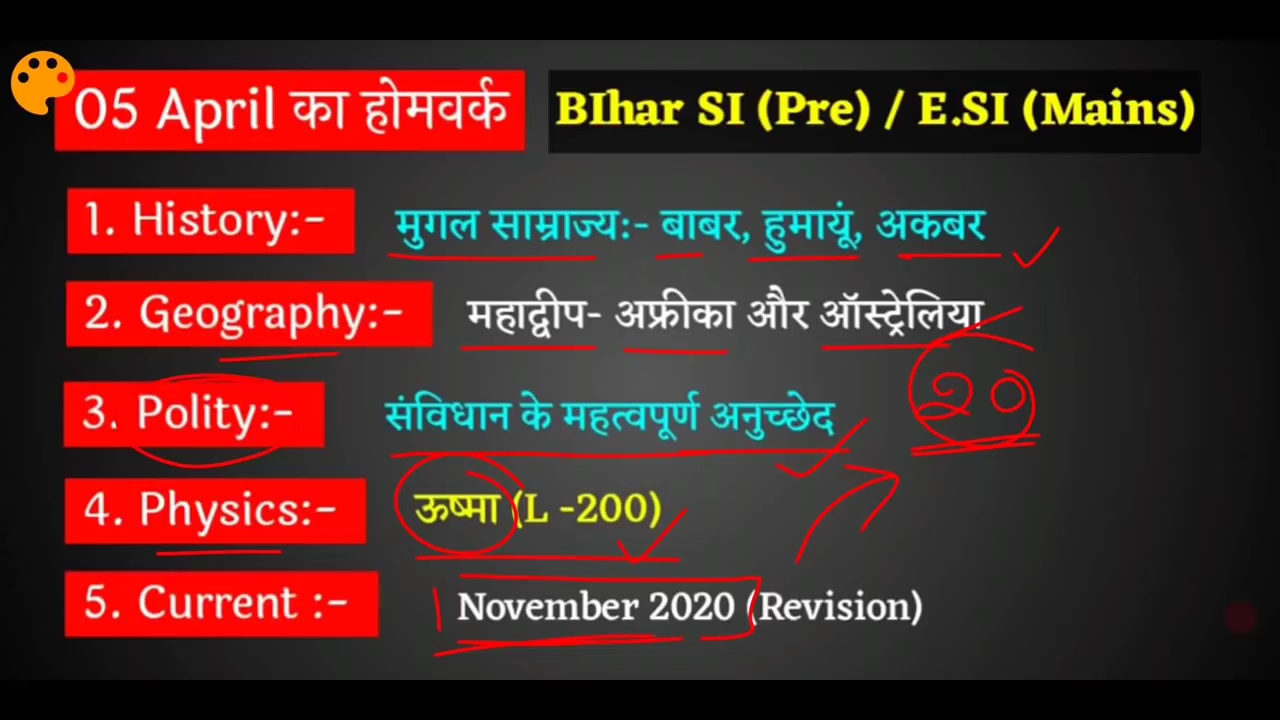 05 April का होमवर्क BIhar SI (Pre) / E.SI (Mains)
1. History:- मुगल साम्राज्य:- बाबर, हुमायूं, अकबर
2. Geography:- महाद्वीप- अफ्रीका और ऑस्ट्रेलिया
20
3. Polity:- संविधान के महत्वपूर्ण अनुच्छेद
4. Physics:- ऊष्मा (L -200)
5. Current :- November 2020 (Revision)